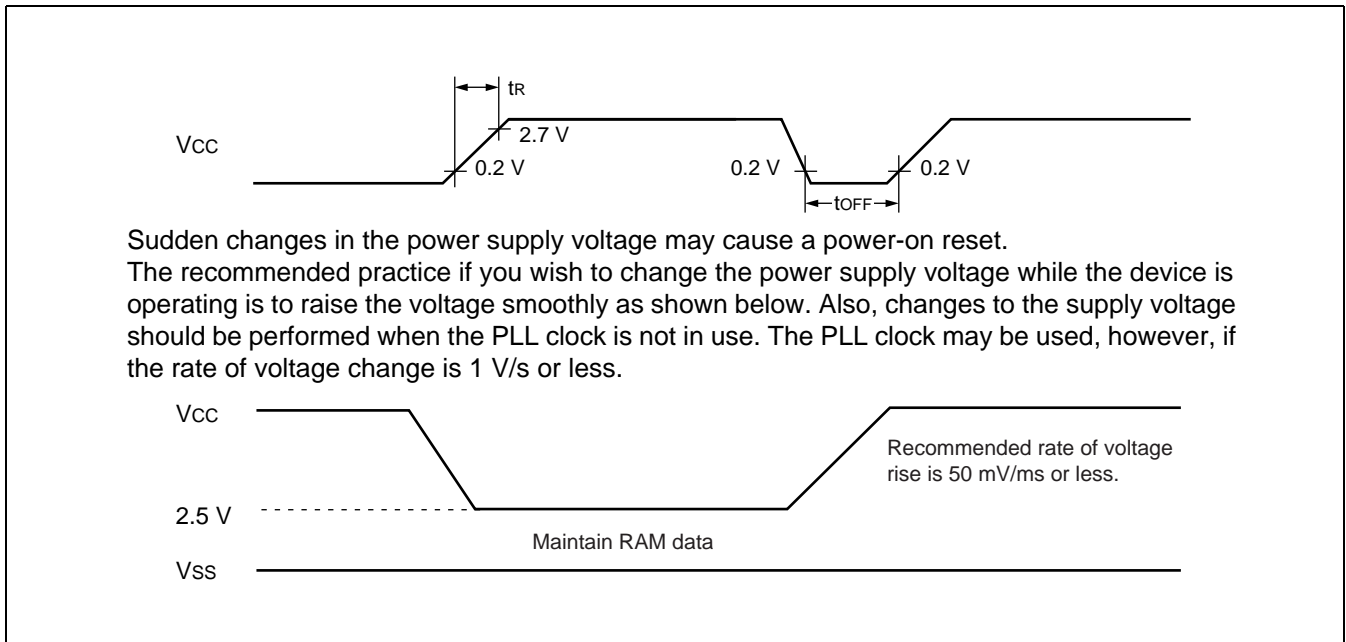 tR
VCC
2.7 V
0.2 V
0.2 V
0.2 V
tOFF
Sudden changes in the power supply voltage may cause a power-on reset.
The recommended practice if you wish to change the power supply voltage while the device is
operating is to raise the voltage smoothly as shown below. Also, changes to the supply voltage
should be performed when the PLL clock is not in use. The PLL clock may be used, however, if
the rate of voltage change is 1 V/s or less.
VCC
Recommended rate of voltage
rise is 50 mV/ms or less.
2.5 V
Maintain RAM data
VSS